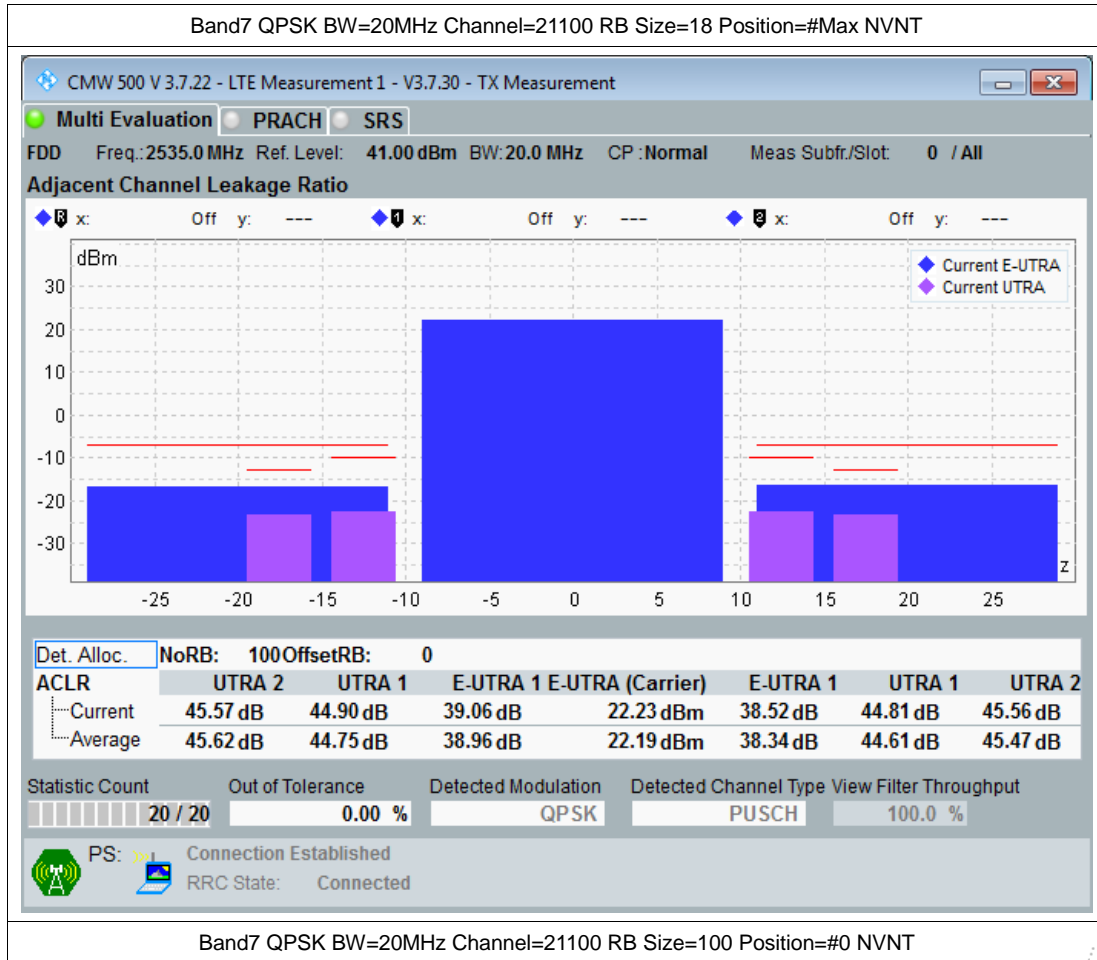 Band7 QPSK BW=20MHz Channel=21100 RB Size=18 Position=#Max NVNT
CMW 500 V 3.7.22 - LTE Measurement 1 - V3.7.30 - TX Measurement
Multi Evaluation PRACH SRS
FDD Freq.:2535.0 MHz Ref. Level: 41.00 dBm BW:20.0 MHz CP :Normal Meas Subfr./Slot: 0 / All
Adjacent Channel Leakage Ratio
R x: Off y: --- 1 x: Off y: --- 2 x: Off y: ---
dBm
Current E-UTRA
Current UTRA
30
20
10
0
-10
-20
-30
z
-25 -20 -15 -10 -5 0 5 10 15 20 25
Det. Alloc. NoRB: 100 OffsetRB: 0
ACLR UTRA 2 UTRA 1 E-UTRA 1 E-UTRA (Carrier) E-UTRA 1 UTRA 1 UTRA 2
Current 45.57 dB 44.90 dB 39.06 dB 22.23 dBm 38.52 dB 44.81 dB 45.56 dB
Average 45.62 dB 44.75 dB 38.96 dB 22.19 dBm 38.34 dB 44.61 dB 45.47 dB
Statistic Count Out of Tolerance Detected Modulation Detected Channel Type View Filter Throughput
20 / 20 0.00 % QPSK PUSCH 100.0 %
PS: Connection Established
RRC State: Connected
Band7 QPSK BW=20MHz Channel=21100 RB Size=100 Position=#0 NVNT